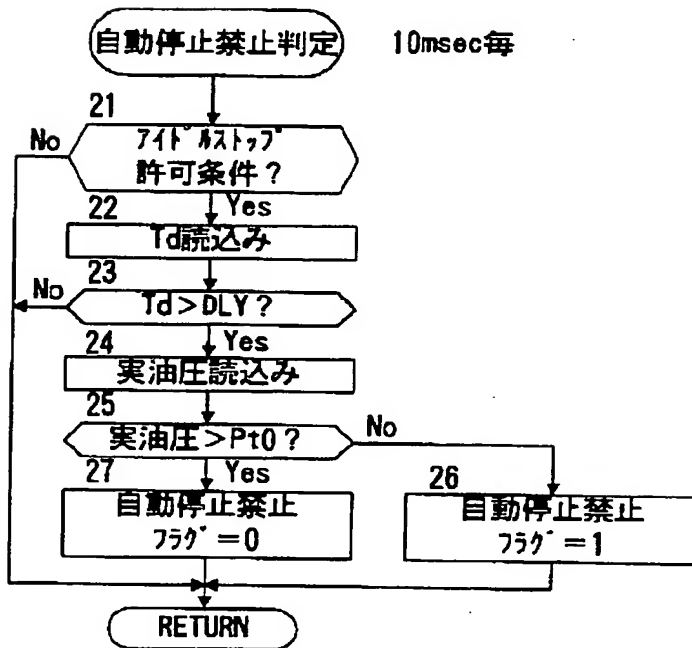 自動停止禁止判定
10msec毎
21
No
ｱｲﾄﾞﾙｽﾄｯﾌﾟ
許可条件？
22
Yes
Td読込み
23
No
Td＞DLY？
24
Yes
実油圧読込み
25
実油圧＞Pt0？
No
27
Yes
26
自動停止禁止
ﾌﾗｸﾞ＝0
自動停止禁止
ﾌﾗｸﾞ＝1
RETURN